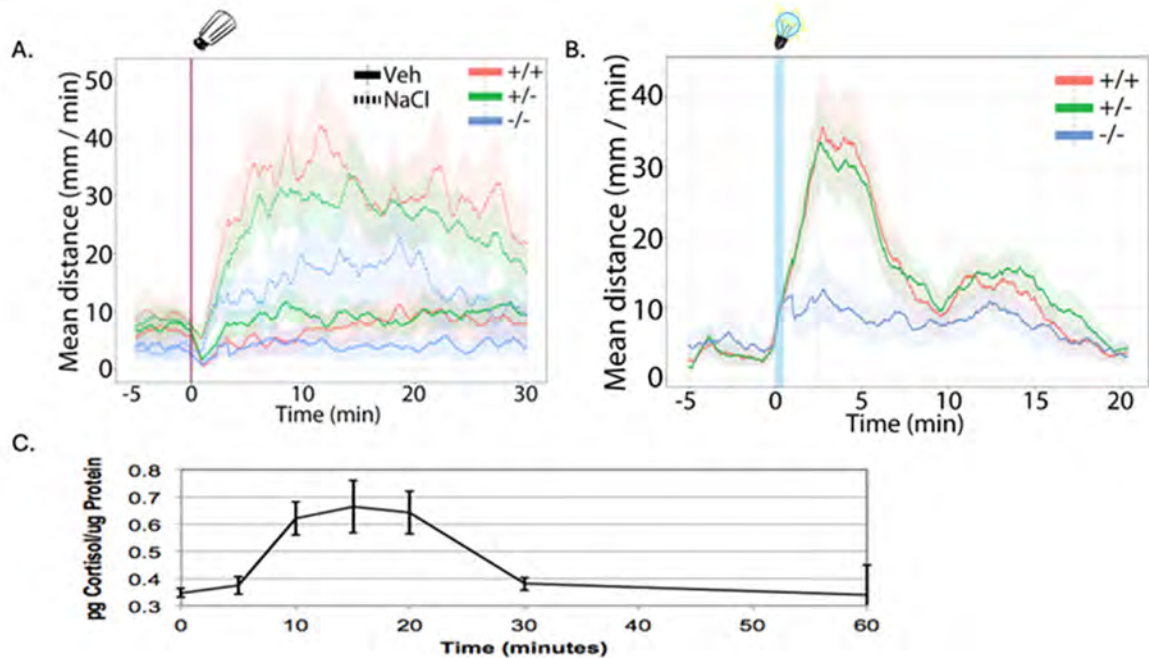 A.
B.
50
40
30
20
10
0
Mean distance (mm / min)
Veh
NaCl
+/+
+/-
-/-
-5 0 10 20 30
Time (min)
40
30
20
10
0
Mean distance (mm / min)
+/+
+/-
-/-
-5 0 5 10 15 20
Time (min)
C.
pg Cortisol/ug Protein
0.8
0.7
0.6
0.5
0.4
0.3
0 10 20 30 40 50 60
Time (minutes)